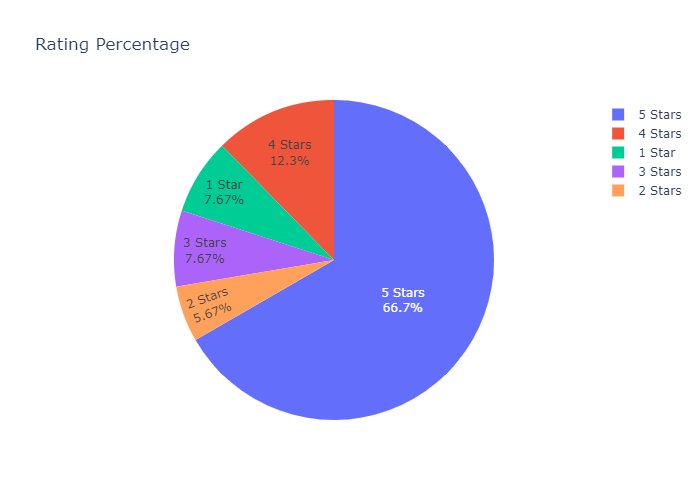 Rating Percentage
5 Stars
4 Stars
1 Star
3 Stars
2 Stars
4 Stars
12.3%
1 Star
7.67%
3 Stars
7.67%
2 Stars
5.67%
5 Stars
66.7%